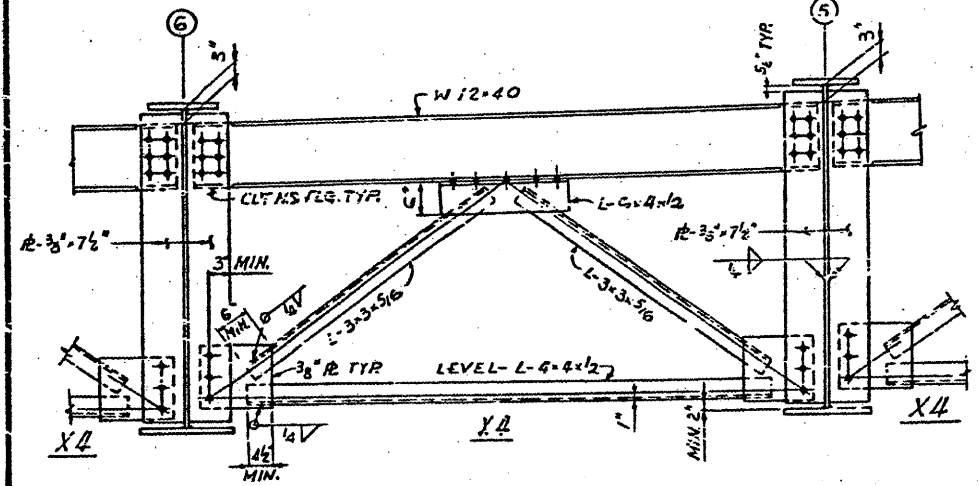 6
5
3"
5½" TYP.
3"
W 12×40
CUT NS FLG. TYP.
6"
L-6×4×1/2
PL-3/8"×7½"
PL-3/8"×7½"
3" MIN.
6"
MIN.
1/4
1/4
L-3×3×5/16
L-3×3×5/16
3/8" PL TYP.
LEVEL- L-4×4×1/2
1/4
4½"
MIN.
1"
MIN. 2"
X4
X4
X4